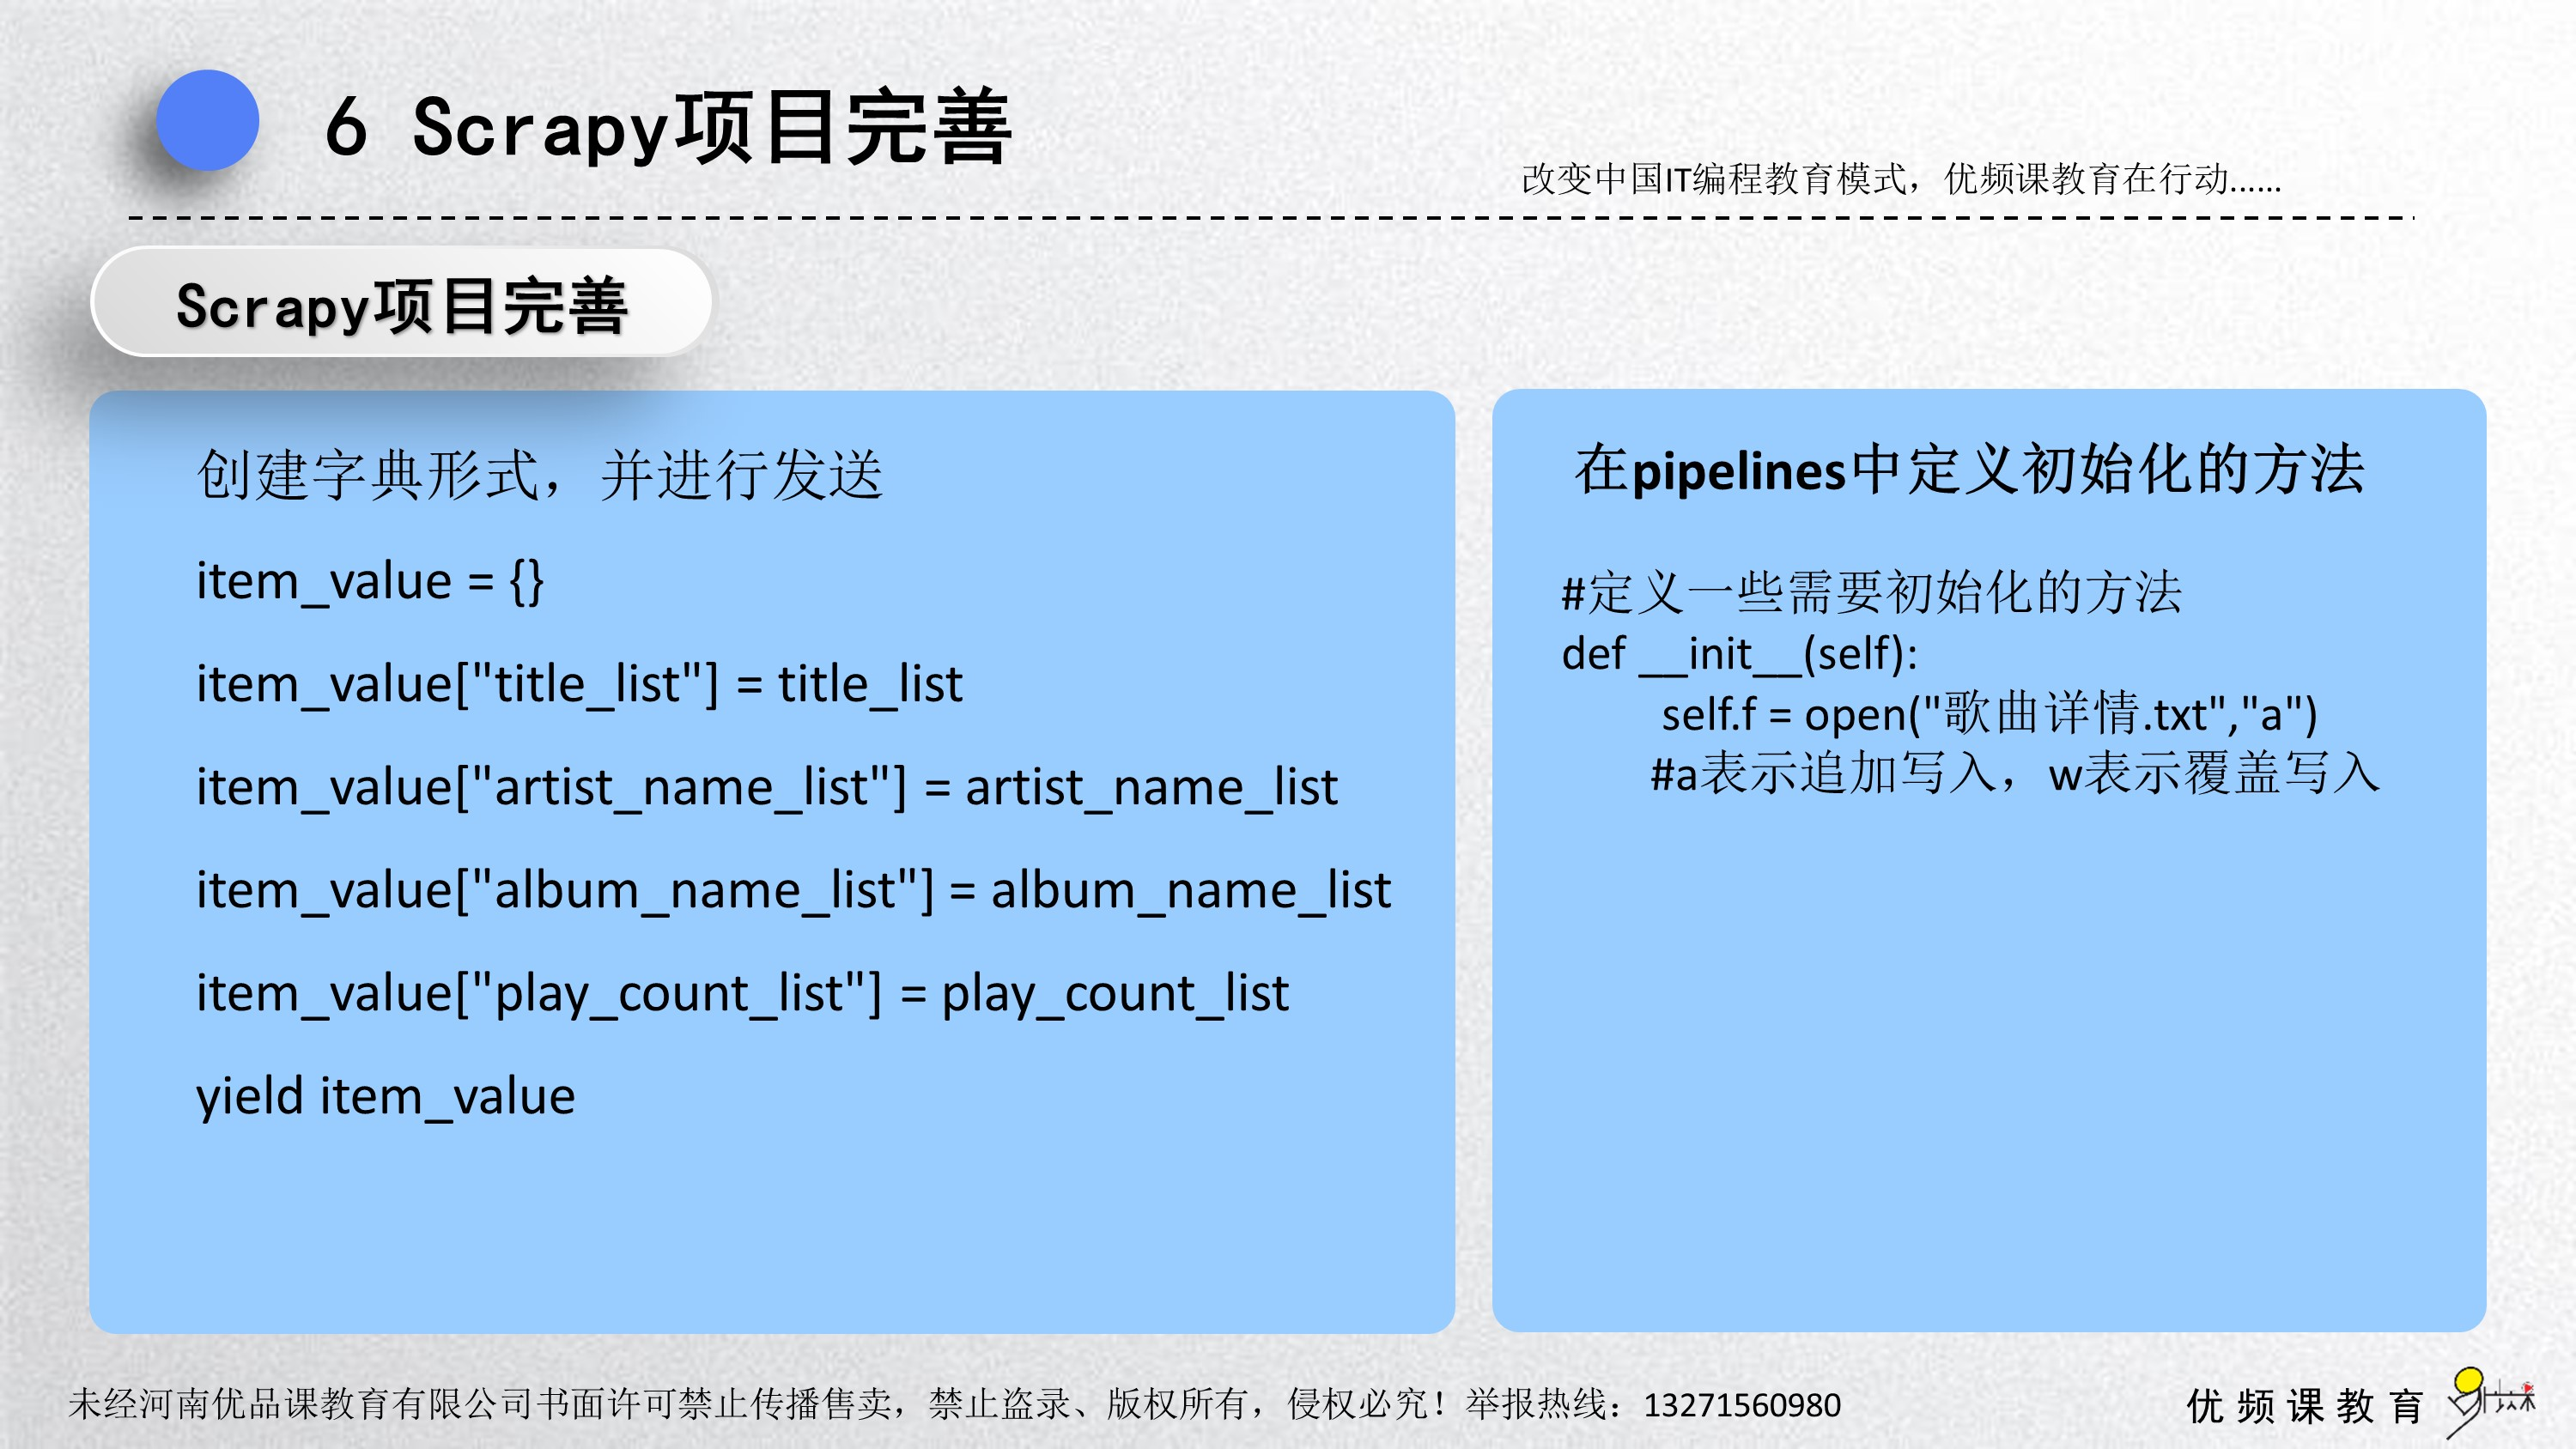 6 Scrapy项目完善
改变中国IT编程教育模式，优频课教育在行动……
Scrapy项目完善
创建字典形式，并进行发送
item_value = {}
item_value["title_list"] = title_list
item_value["artist_name_list"] = artist_name_list
item_value["album_name_list"] = album_name_list
item_value["play_count_list"] = play_count_list
yield item_value
在pipelines中定义初始化的方法
#定义一些需要初始化的方法
def __init__(self):
self.f = open("歌曲详情.txt","a")
#a表示追加写入，w表示覆盖写入
未经河南优品课教育有限公司书面许可禁止传播售卖，禁止盗录、版权所有，侵权必究！举报热线：13271560980
优频课教育